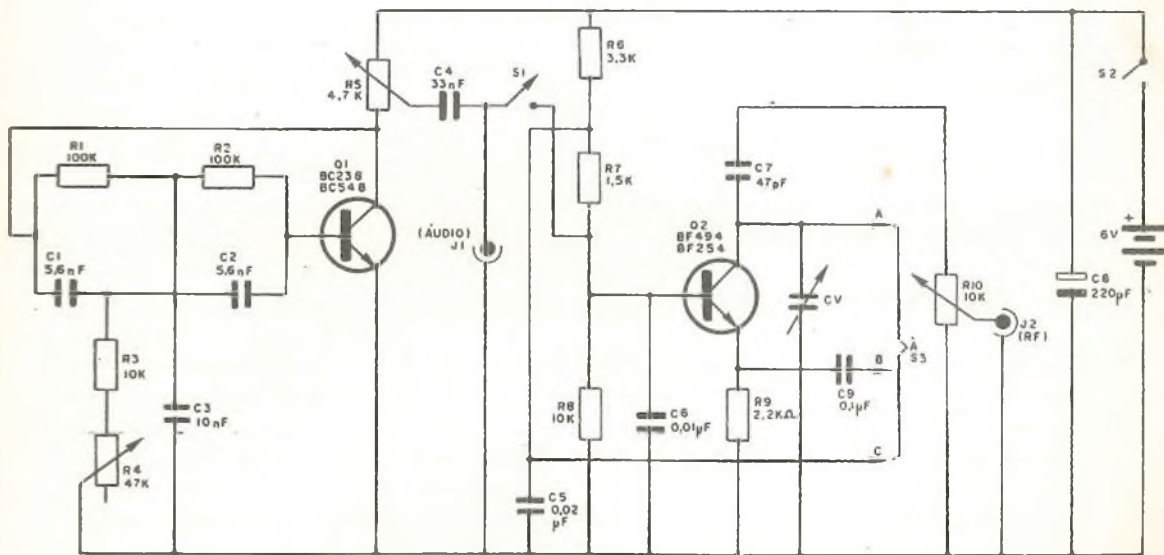 R1
100K
R2
100K
Q1
BC238
BC548
C1
5,6nF
C2
5,6nF
R3
10K
R4
47K
C3
10nF
R5
4,7K
C4
33nF
S1
(ÁUDIO)
J1
R6
3,3K
R7
1,5K
R8
10K
C5
0,02
µF
C6
0,01µF
Q2
BF494
BF254
C7
47pF
CV
R9
2,2KΩ
C9
0,1µF
A
B
C
À
S3
R10
10K
J2
(RF)
C8
220µF
+
6V
S2